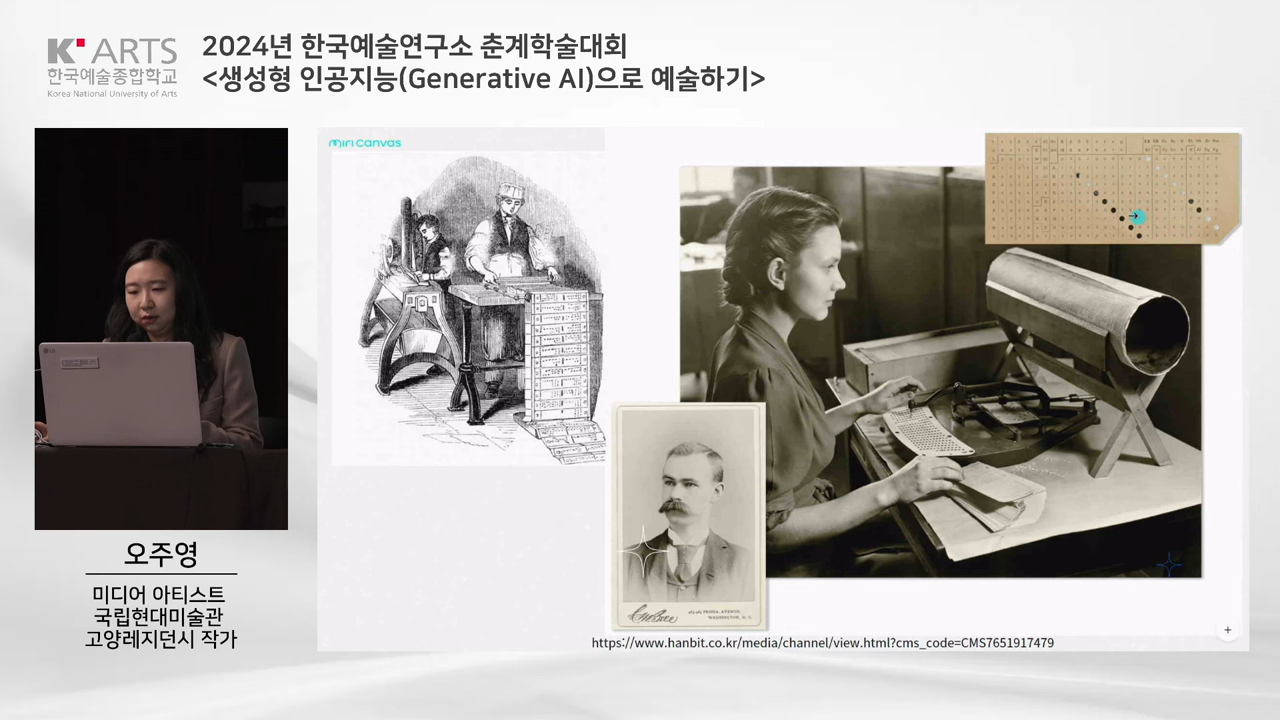 K ARTS
한국예술종합학교
Korea National University of Arts
2024년 한국예술연구소 춘계학술대회
<생성형 인공지능(Generative AI)으로 예술하기>
miri canvas
WASHINGTON, D. C.
https://www.hanbit.co.kr/media/channel/view.html?cms_code=CMS7651917479
오주영
미디어 아티스트
국립현대미술관
고양레지던시 작가